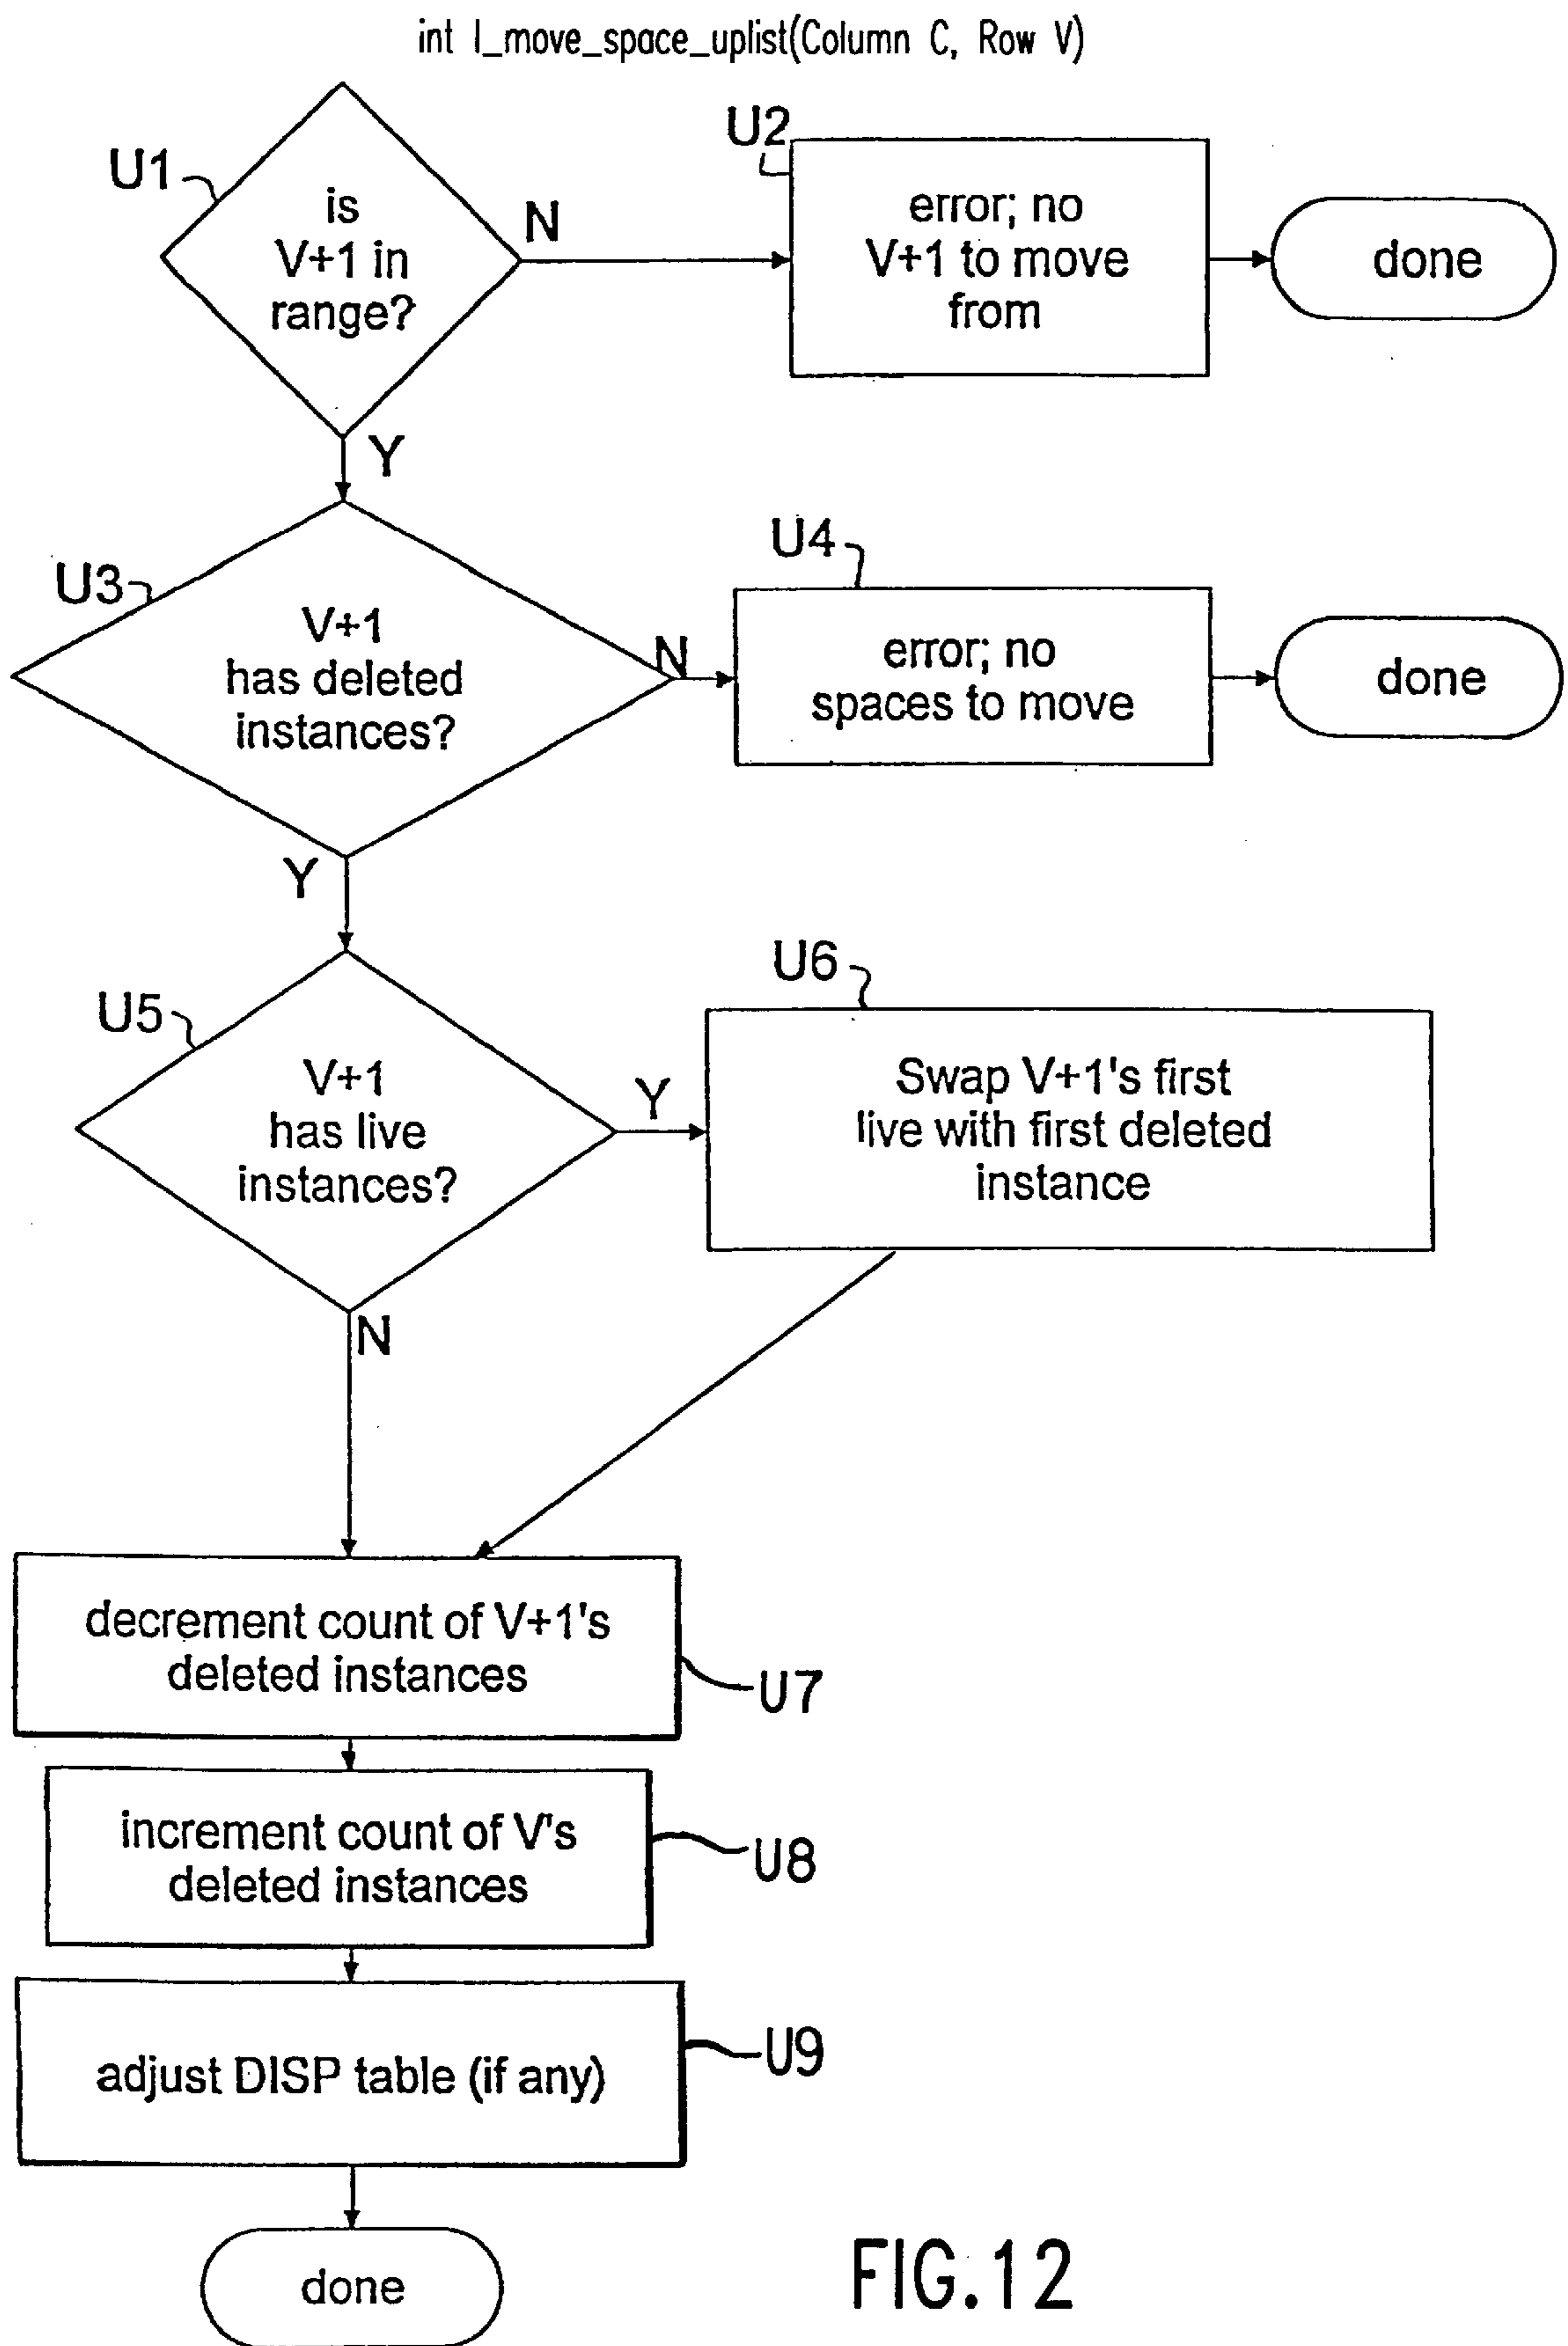 int I_move_space_uplist(Column C, Row V)
U1
is
V+1 in
range?
N
U2
error; no
V+1 to move
from
done
Y
U3
V+1
has deleted
instances?
N
U4
error; no
spaces to move
done
Y
U5
V+1
has live
instances?
Y
U6
Swap V+1's first
live with first deleted
instance
N
decrement count of V+1's
deleted instances
U7
increment count of V's
deleted instances
U8
adjust DISP table (if any)
U9
done
FIG.12